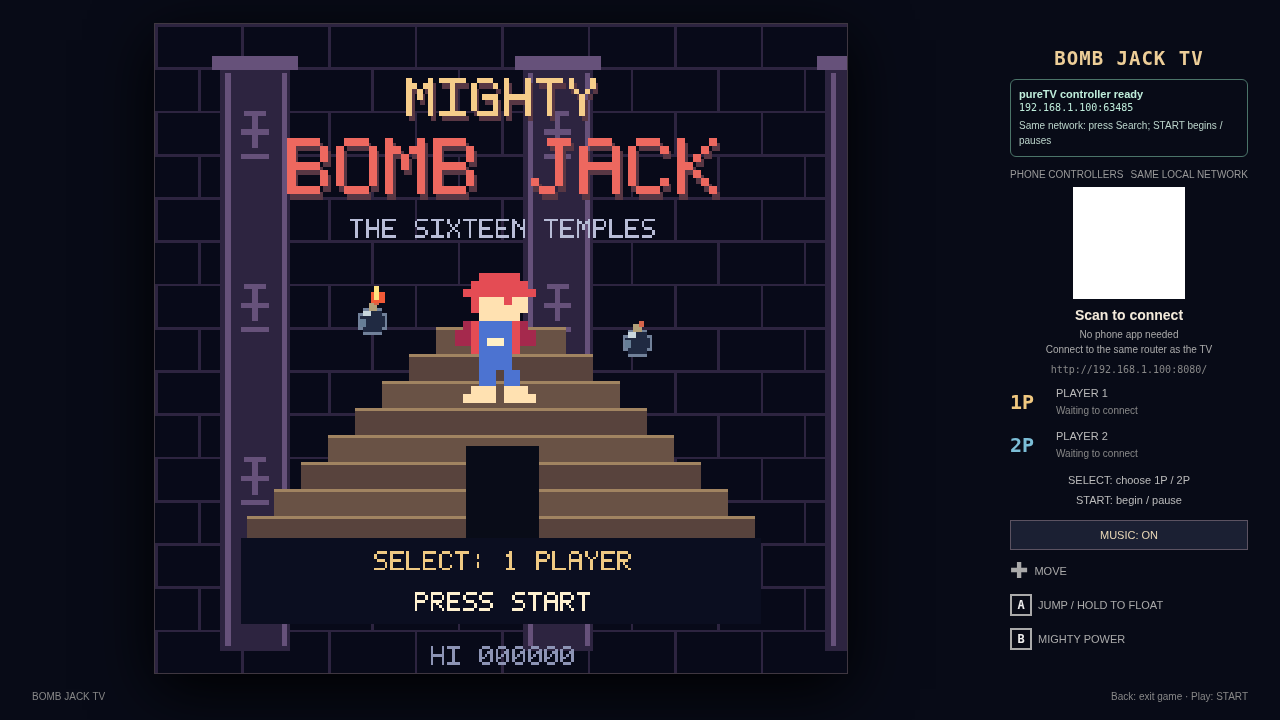 MIGHTY
BOMB JACK
THE SIXTEEN TEMPLES
SELECT: 1 PLAYER
PRESS START
HI 000000
BOMB JACK TV
pureTV controller ready
192.168.1.100:63485
Same network: press Search; START begins /
pauses
PHONE CONTROLLERS SAME LOCAL NETWORK
Scan to connect
No phone app needed
Connect to the same router as the TV
http://192.168.1.100:8080/
1P PLAYER 1
Waiting to connect
2P PLAYER 2
Waiting to connect
SELECT: choose 1P / 2P
START: begin / pause
MUSIC: ON
MOVE
A JUMP / HOLD TO FLOAT
B MIGHTY POWER
BOMB JACK TV
Back: exit game · Play: START